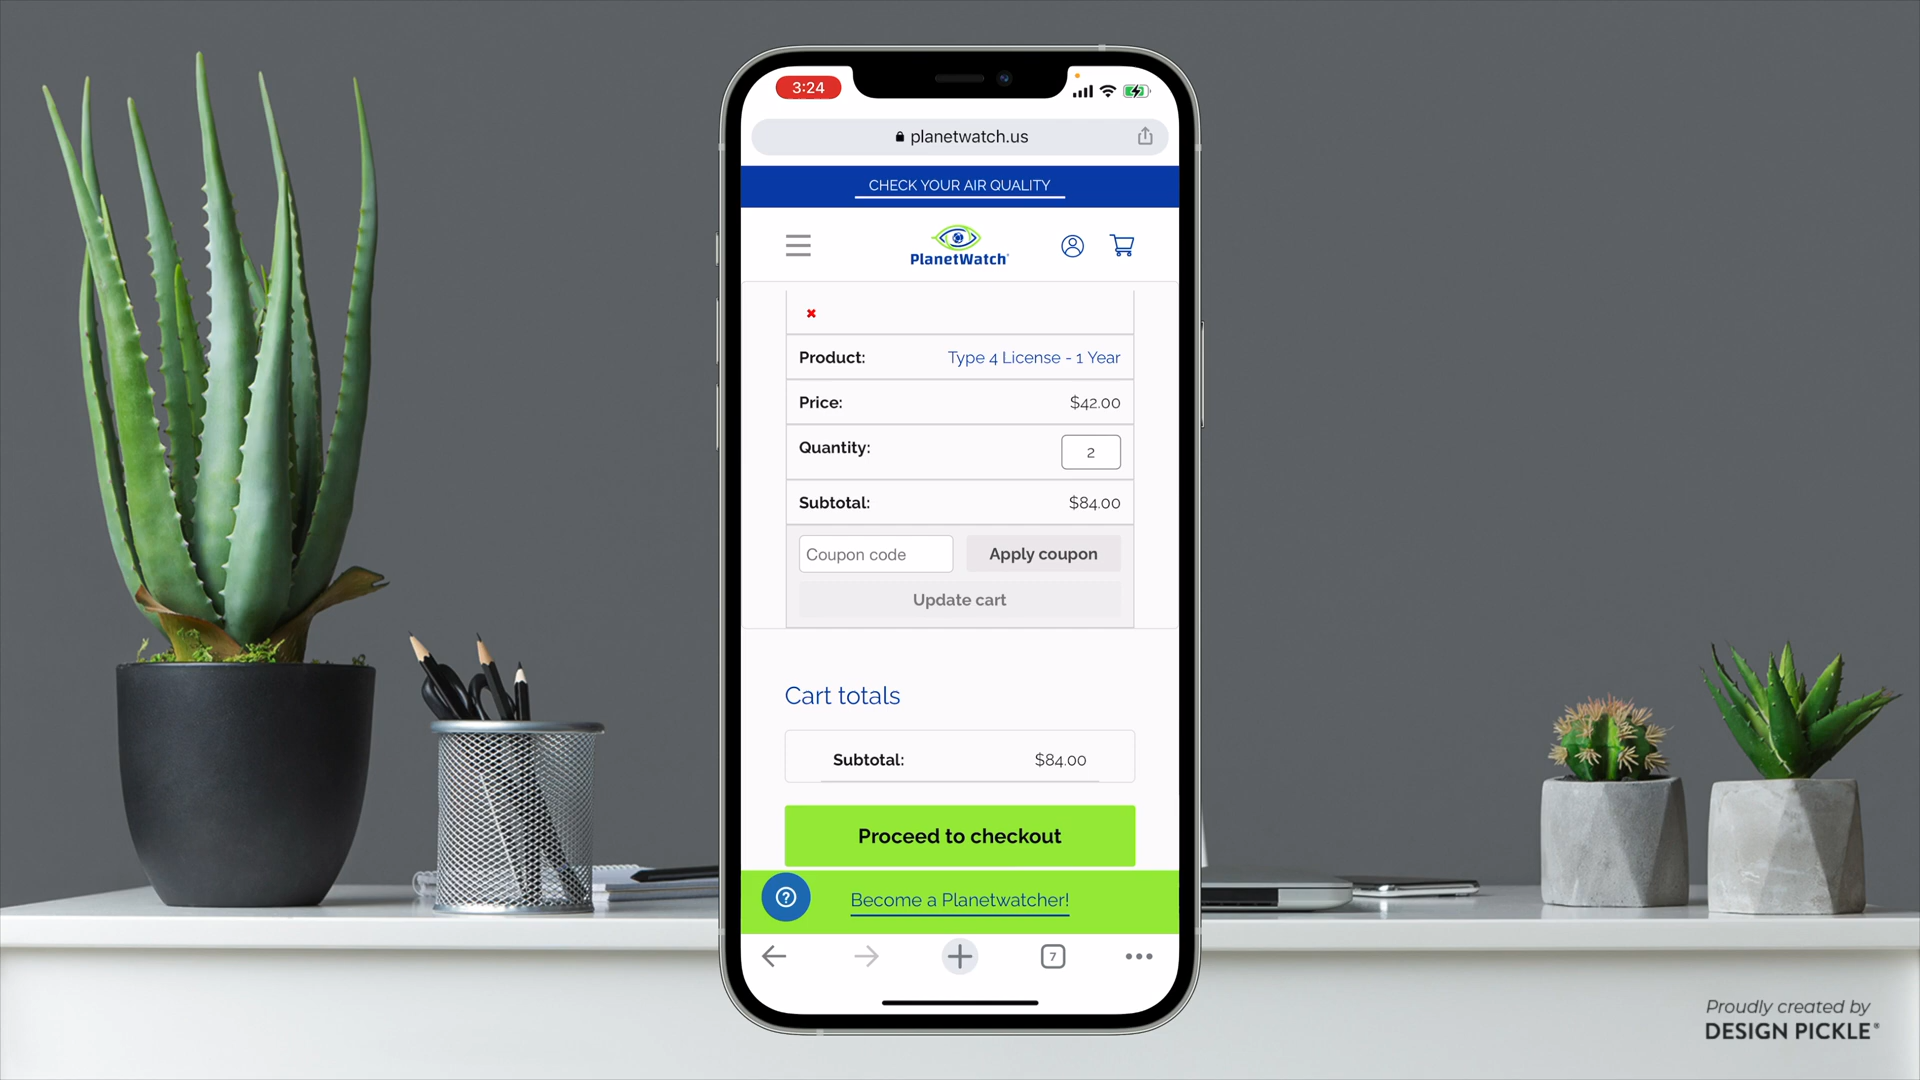 3:24
planetwatch.us
CHECK YOUR AIR QUALITY
PlanetWatch
Product: Type 4 License - 1 Year
Price: $42.00
Quantity: 2
Subtotal: $84.00
Coupon code Apply coupon
Update cart
Cart totals
Subtotal: $84.00
Proceed to checkout
Become a Planetwatcher!
7
Proudly created by
DESIGN PICKLE®